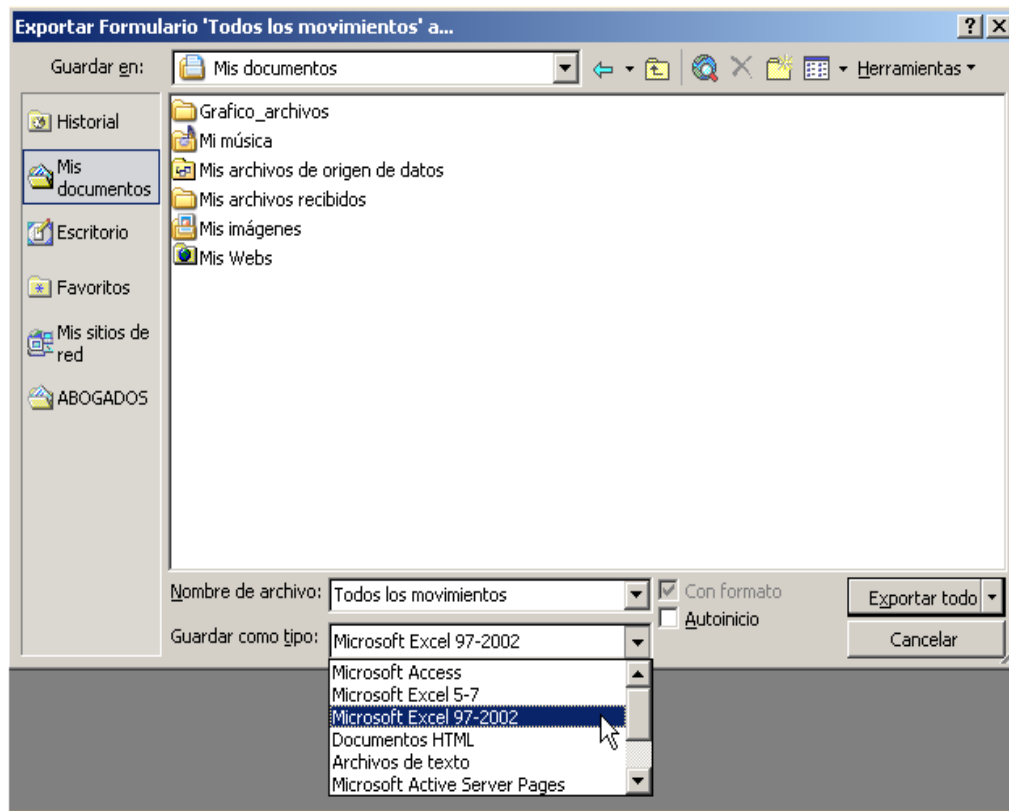 Exportar Formulario 'Todos los movimientos' a...
Guardar en:
Mis documentos
Herramientas
Historial
Mis
documentos
Escritorio
Favoritos
Mis sitios de
red
ABOGADOS
Grafico_archivos
Mi música
Mis archivos de origen de datos
Mis archivos recibidos
Mis imágenes
Mis Webs
Nombre de archivo:
Todos los movimientos
Con formato
Autoinicio
Exportar todo
Guardar como tipo:
Microsoft Excel 97-2002
Cancelar
Microsoft Access
Microsoft Excel 5-7
Microsoft Excel 97-2002
Documentos HTML
Archivos de texto
Microsoft Active Server Pages